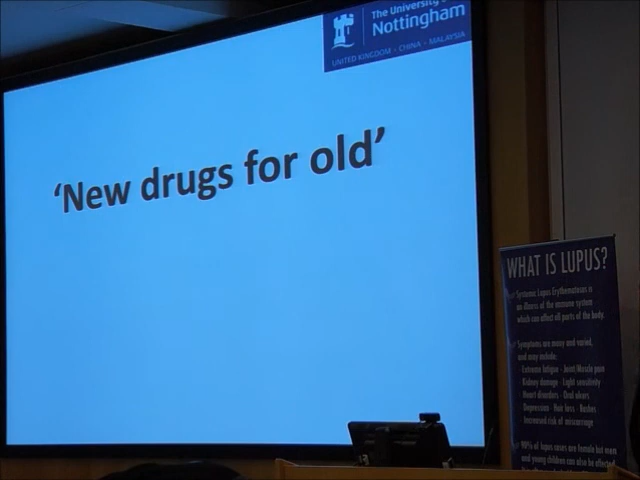 The University of
Nottingham
UNITED KINGDOM · CHINA · MALAYSIA
'New drugs for old'
WHAT IS LUPUS?
Systemic Lupus Erythematosus is
an illness of the immune system
which can affect all parts of the body.
Symptoms are many and varied,
and may include:
Extreme fatigue · Joint/Muscle pain
Kidney damage · Light sensitivity
Heart disorders · Oral ulcers
Depression · Hair loss · Rashes
Increased risk of miscarriage
90% of lupus cases are female but men
and young children can also be affected